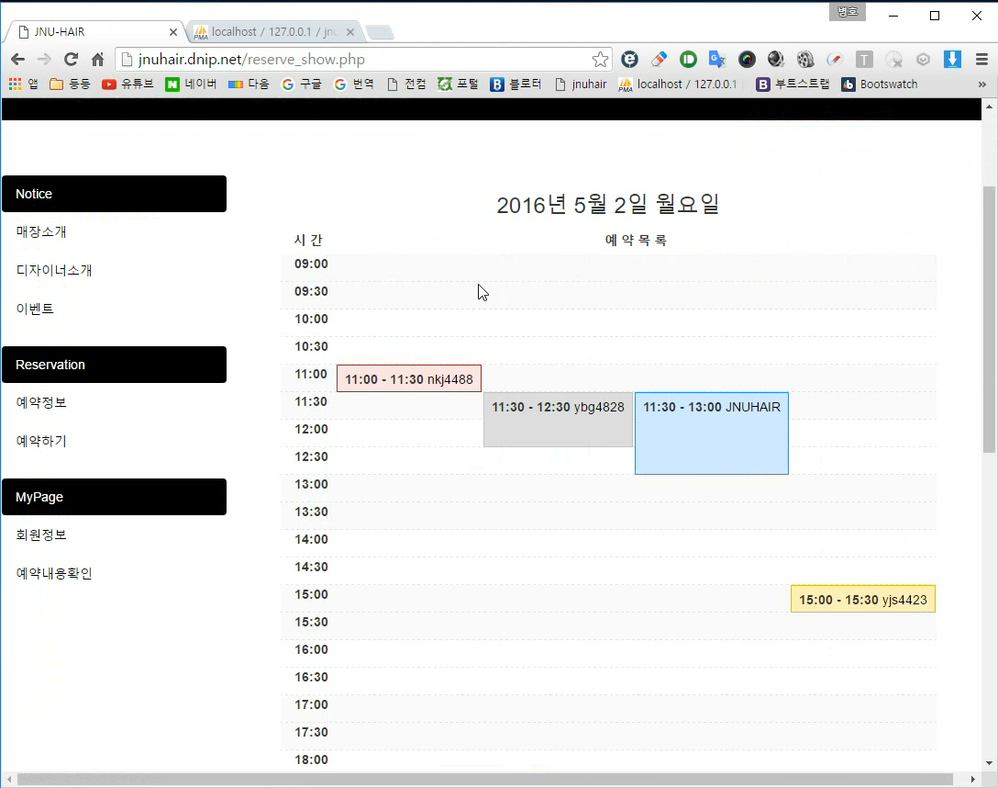 병호
JNU-HAIR
localhost / 127.0.0.1 / jnu
jnuhair.dnip.net/reserve_show.php
앱 둥둥 유튜브 네이버 다음 구글 번역 전컴 포털 블로터 jnuhair localhost / 127.0.0.1 부트스트랩 Bootswatch »
Notice
매장소개
디자이너소개
이벤트
Reservation
예약정보
예약하기
MyPage
회원정보
예약내용확인
2016년 5월 2일 월요일
시 간 예 약 목 록
09:00
09:30
10:00
10:30
11:00 11:00 - 11:30 nkj4488
11:30 11:30 - 12:30 ybg4828 11:30 - 13:00 JNUHAIR
12:00
12:30
13:00
13:30
14:00
14:30
15:00 15:00 - 15:30 yjs4423
15:30
16:00
16:30
17:00
17:30
18:00